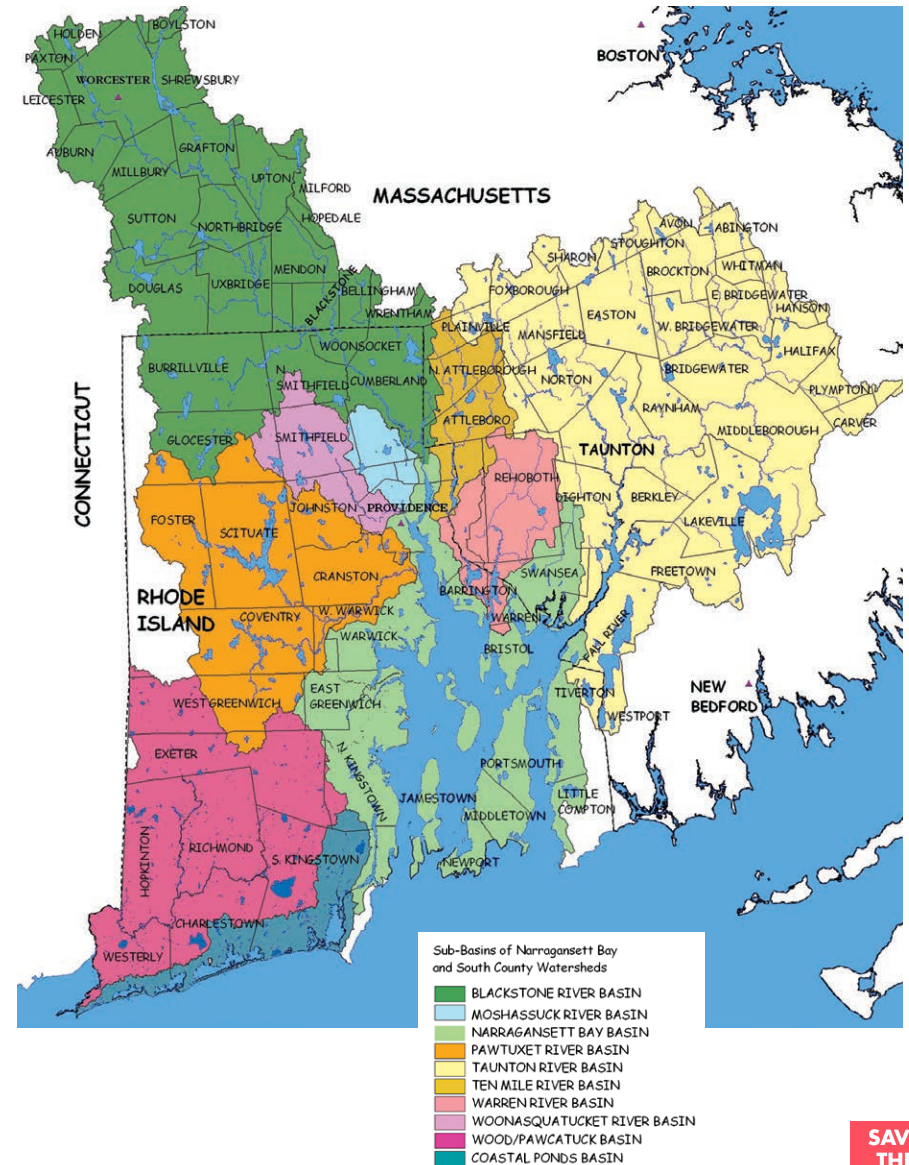 BOYLSTON
HOLDEN
BOSTON
PAXTON
WORCESTER
SHREWSBURY
LEICESTER
AUBURN
GRAFTON
MILLBURY
UPTON
MILFORD
MASSACHUSETTS
HOPEDALE
SUTTON
NORTHBRIDGE
AVON
ABINGTON
STOUGHTON
SHARON
MENDON
BROCKTON
WHITMAN
DOUGLAS
UXBRIDGE
BLACKSTONE
BELLINGHAM
FOXBOROUGH
E. BRIDGEWATER
WRENTHAM
EASTON
HANSON
PLAINVILLE
MANSFIELD
W. BRIDGEWATER
WOONSOCKET
HALIFAX
BURRILLVILLE
N.
SMITHFIELD
CUMBERLAND
N. ATTLEBOROUGH
NORTON
BRIDGEWATER
PLYMPTON
RAYNHAM
ATTLEBORO
CARVER
GLOCESTER
SMITHFIELD
MIDDLEBOROUGH
CONNECTICUT
TAUNTON
REHOBOTH
DIGHTON
BERKLEY
JOHNSTON
PROVIDENCE
FOSTER
SCITUATE
LAKEVILLE
CRANSTON
SWANSEA
FREETOWN
BARRINGTON
RHODE
ISLAND
COVENTRY
W. WARWICK
WARREN
WARWICK
FALL RIVER
BRISTOL
EAST
GREENWICH
WEST GREENWICH
TIVERTON
NEW
BEDFORD
WESTPORT
EXETER
N. KINGSTOWN
PORTSMOUTH
JAMESTOWN
LITTLE
COMPTON
MIDDLETOWN
HOPKINTON
RICHMOND
S. KINGSTOWN
NEWPORT
CHARLESTOWN
WESTERLY
Sub-Basins of Narragansett Bay
and South County Watersheds
BLACKSTONE RIVER BASIN
MOSHASSUCK RIVER BASIN
NARRAGANSETT BAY BASIN
PAWTUXET RIVER BASIN
TAUNTON RIVER BASIN
TEN MILE RIVER BASIN
WARREN RIVER BASIN
WOONASQUATUCKET RIVER BASIN
WOOD/PAWCATUCK BASIN
COASTAL PONDS BASIN